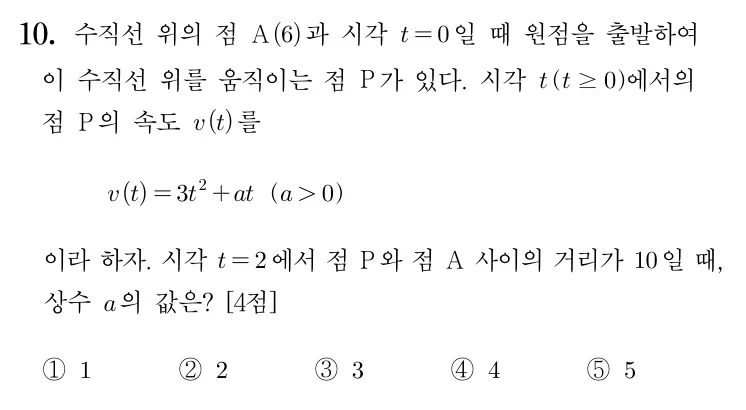 10. 수직선 위의 점 A(6)과 시각 t=0일 때 원점을 출발하여
이 수직선 위를 움직이는 점 P가 있다. 시각 t(t≥0)에서의
점 P의 속도 v(t)를
v(t)=3t²+at (a>0)
이라 하자. 시각 t=2에서 점 P와 점 A 사이의 거리가 10일 때,
상수 a의 값은? [4점]
① 1 ② 2 ③ 3 ④ 4 ⑤ 5